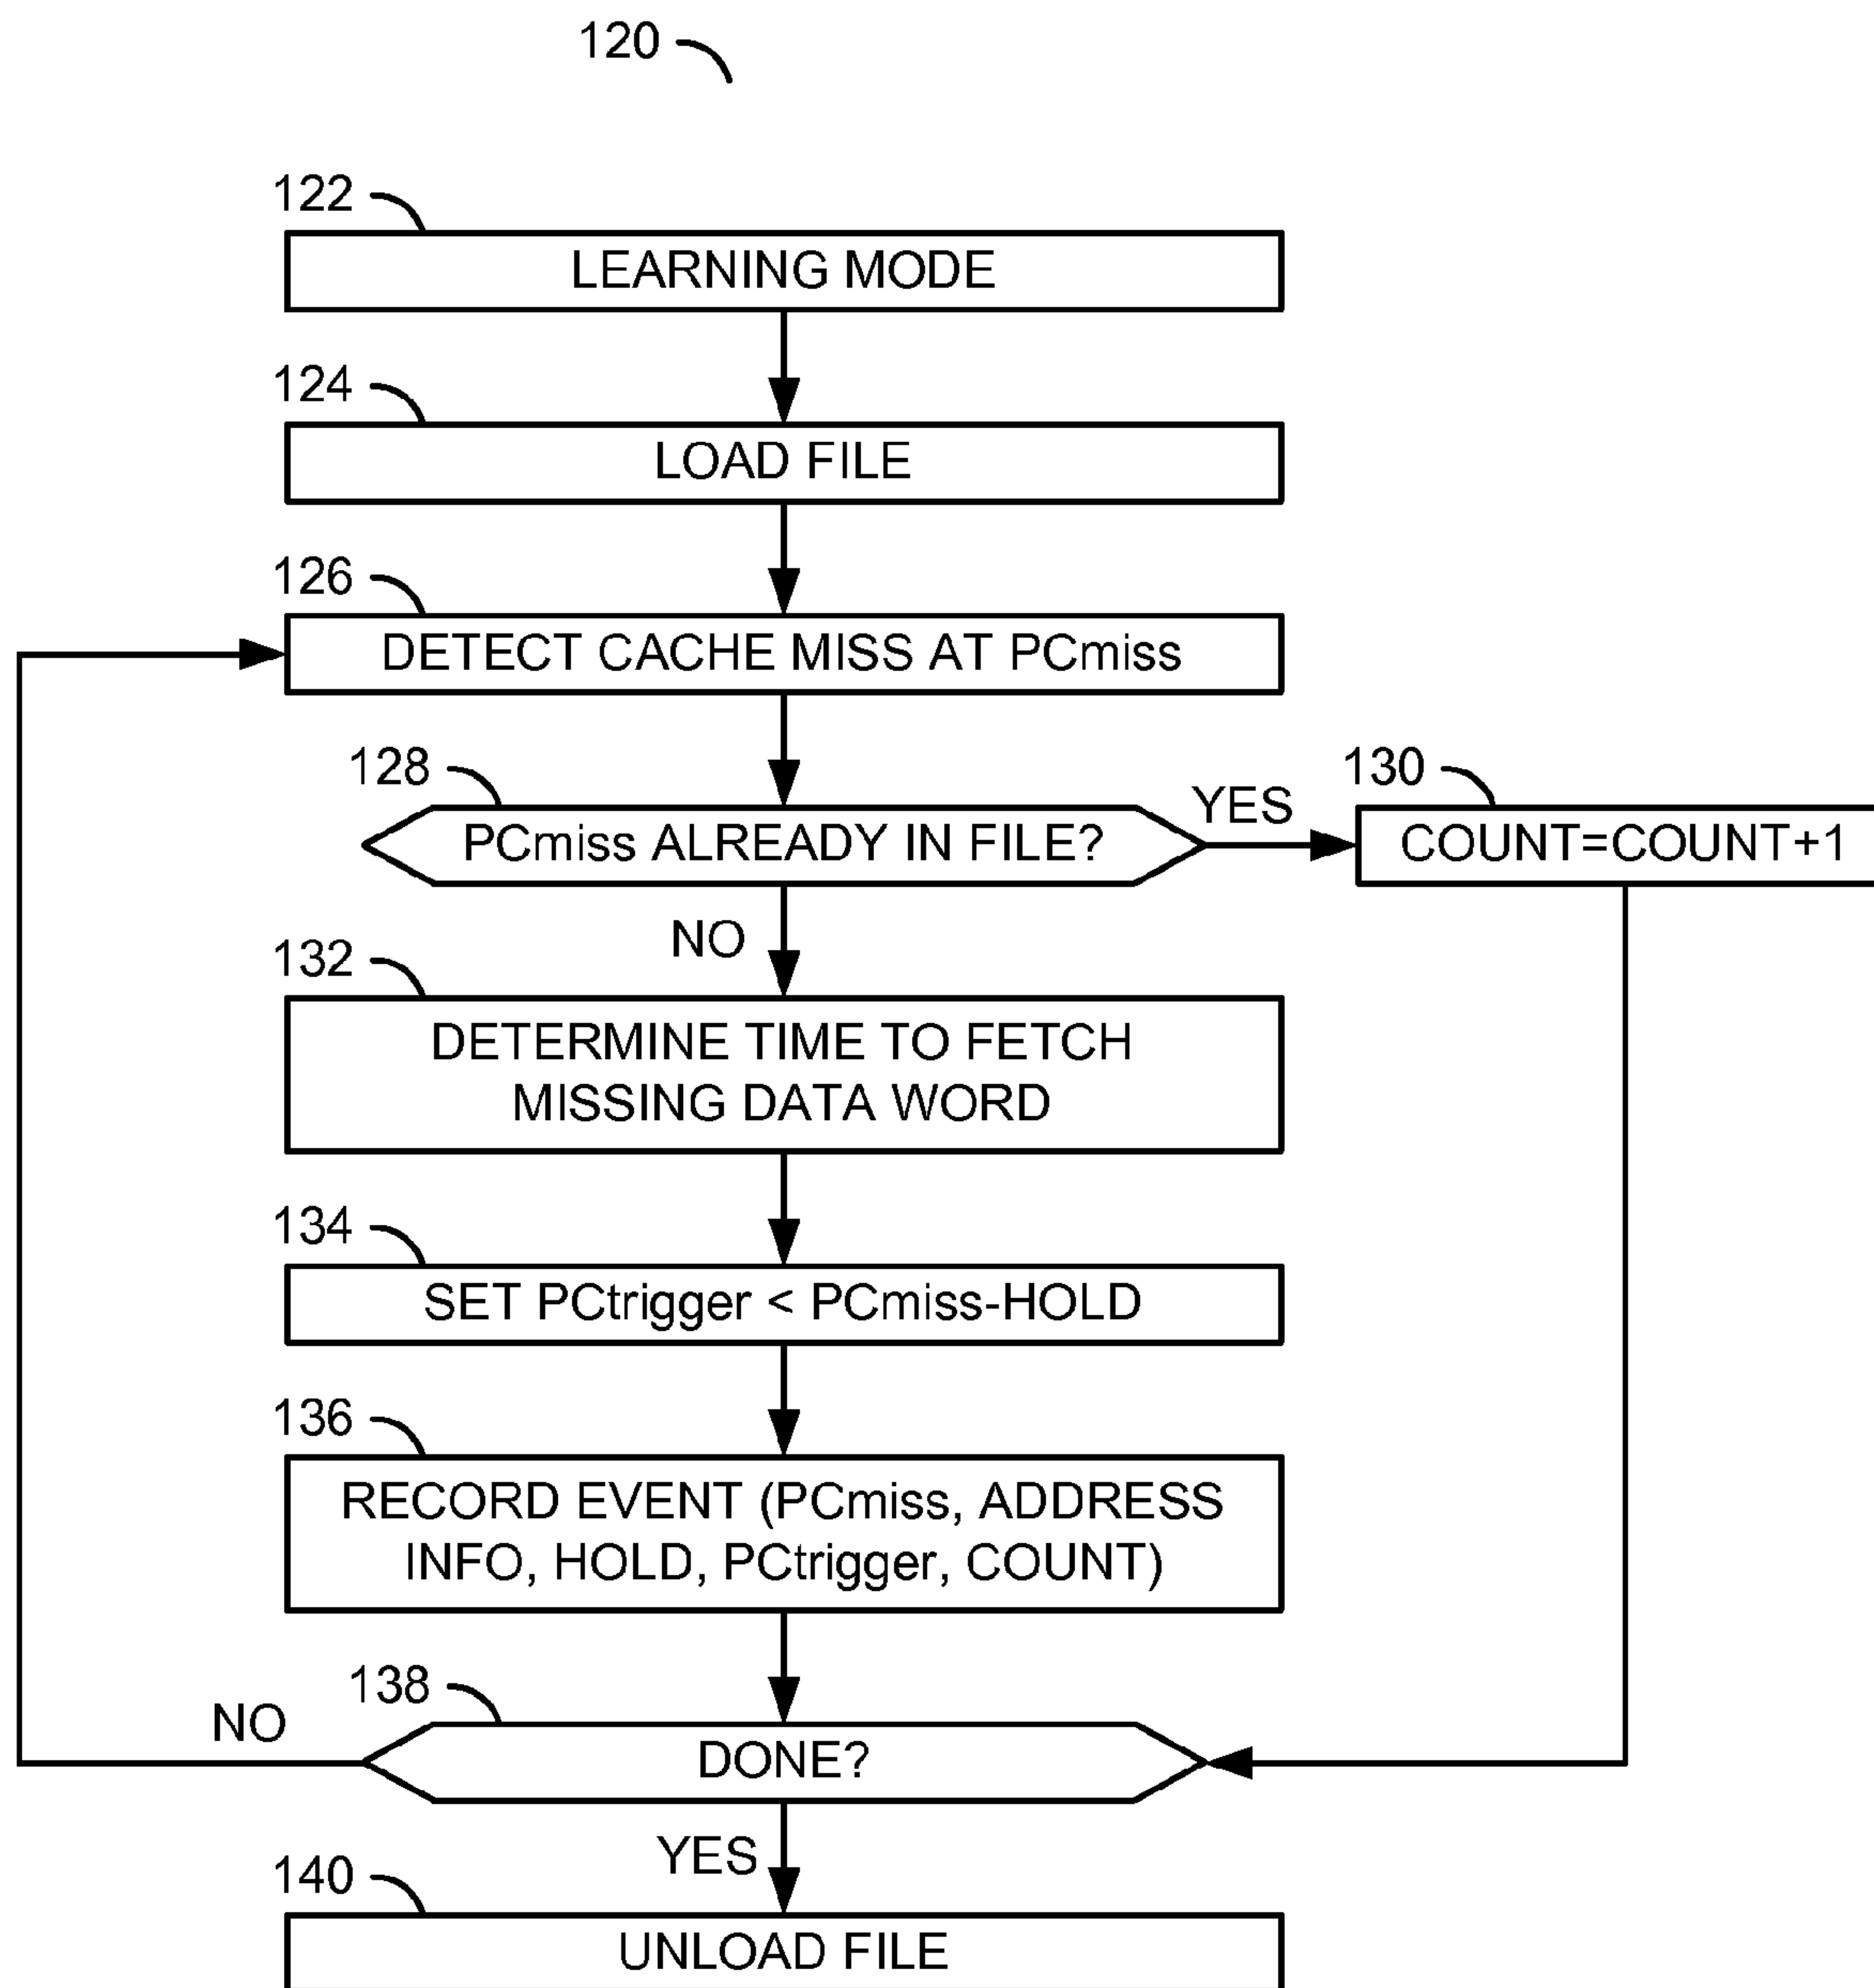 120
122
LEARNING MODE
124
LOAD FILE
126
DETECT CACHE MISS AT PCmiss
128
PCmiss ALREADY IN FILE?
YES
130
COUNT=COUNT+1
NO
132
DETERMINE TIME TO FETCH
MISSING DATA WORD
134
SET PCtrigger < PCmiss-HOLD
136
RECORD EVENT (PCmiss, ADDRESS
INFO, HOLD, PCtrigger, COUNT)
138
NO
DONE?
YES
140
UNLOAD FILE